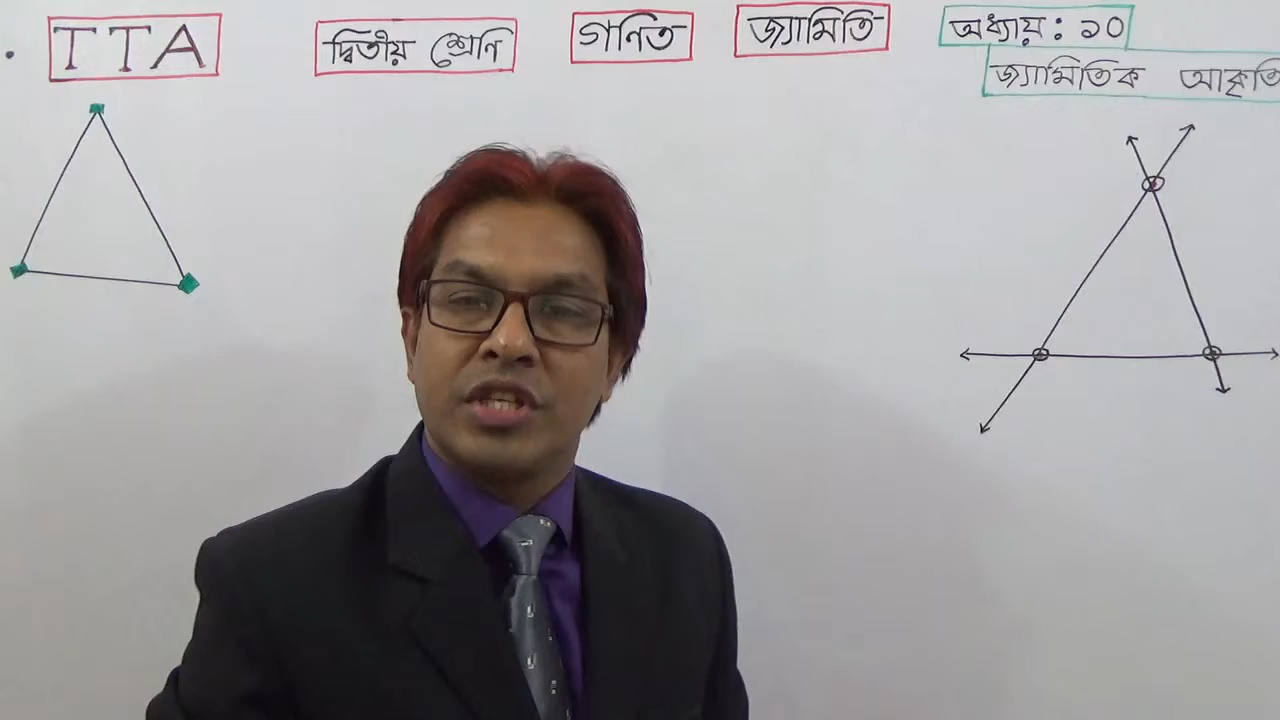 TTA
দ্বিতীয় শ্রেণি
গনিত
জ্যামিতি
অধ্যায়: ১০
জ্যামিতিক আকৃতি